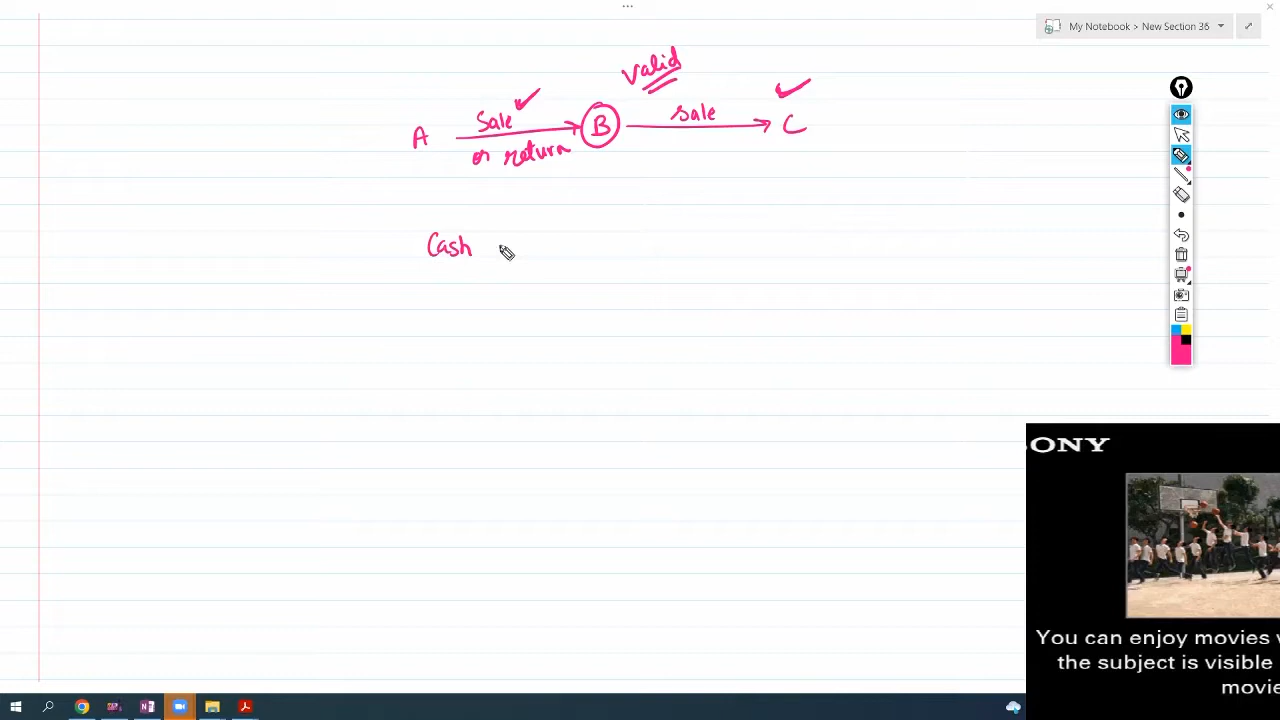 My Notebook > New Section 36
valid
A Sale B sale C
or return
Cash
ONY
You can enjoy movies
the subject is visible
movie